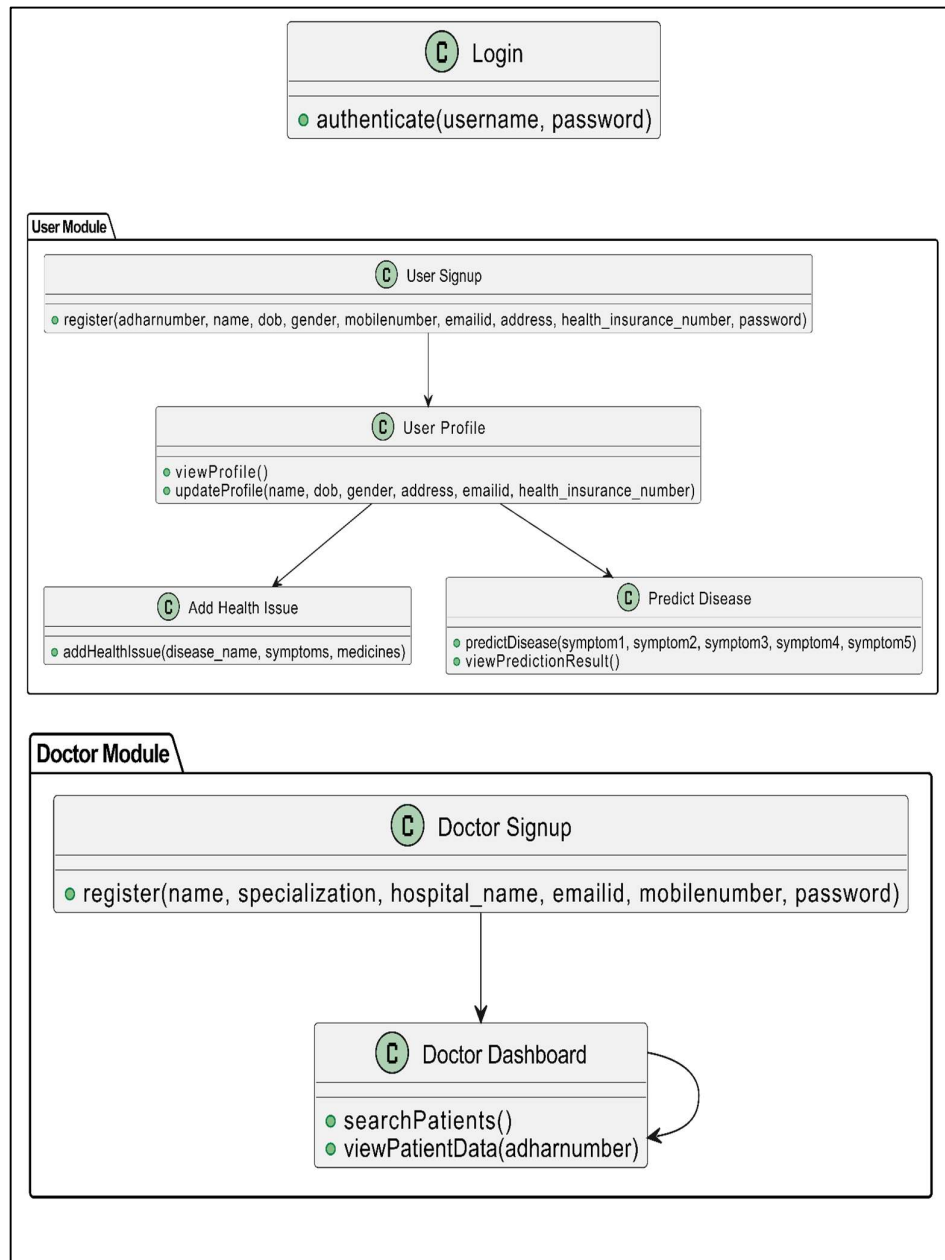 C Login
authenticate(username, password)
User Module
C User Signup
register(adharnumber, name, dob, gender, mobilenumber, emailid, address, health_insurance_number, password)
C User Profile
viewProfile()
updateProfile(name, dob, gender, address, emailid, health_insurance_number)
C Add Health Issue
addHealthIssue(disease_name, symptoms, medicines)
C Predict Disease
predictDisease(symptom1, symptom2, symptom3, symptom4, symptom5)
viewPredictionResult()
Doctor Module
C Doctor Signup
register(name, specialization, hospital_name, emailid, mobilenumber, password)
C Doctor Dashboard
searchPatients()
viewPatientData(adharnumber)